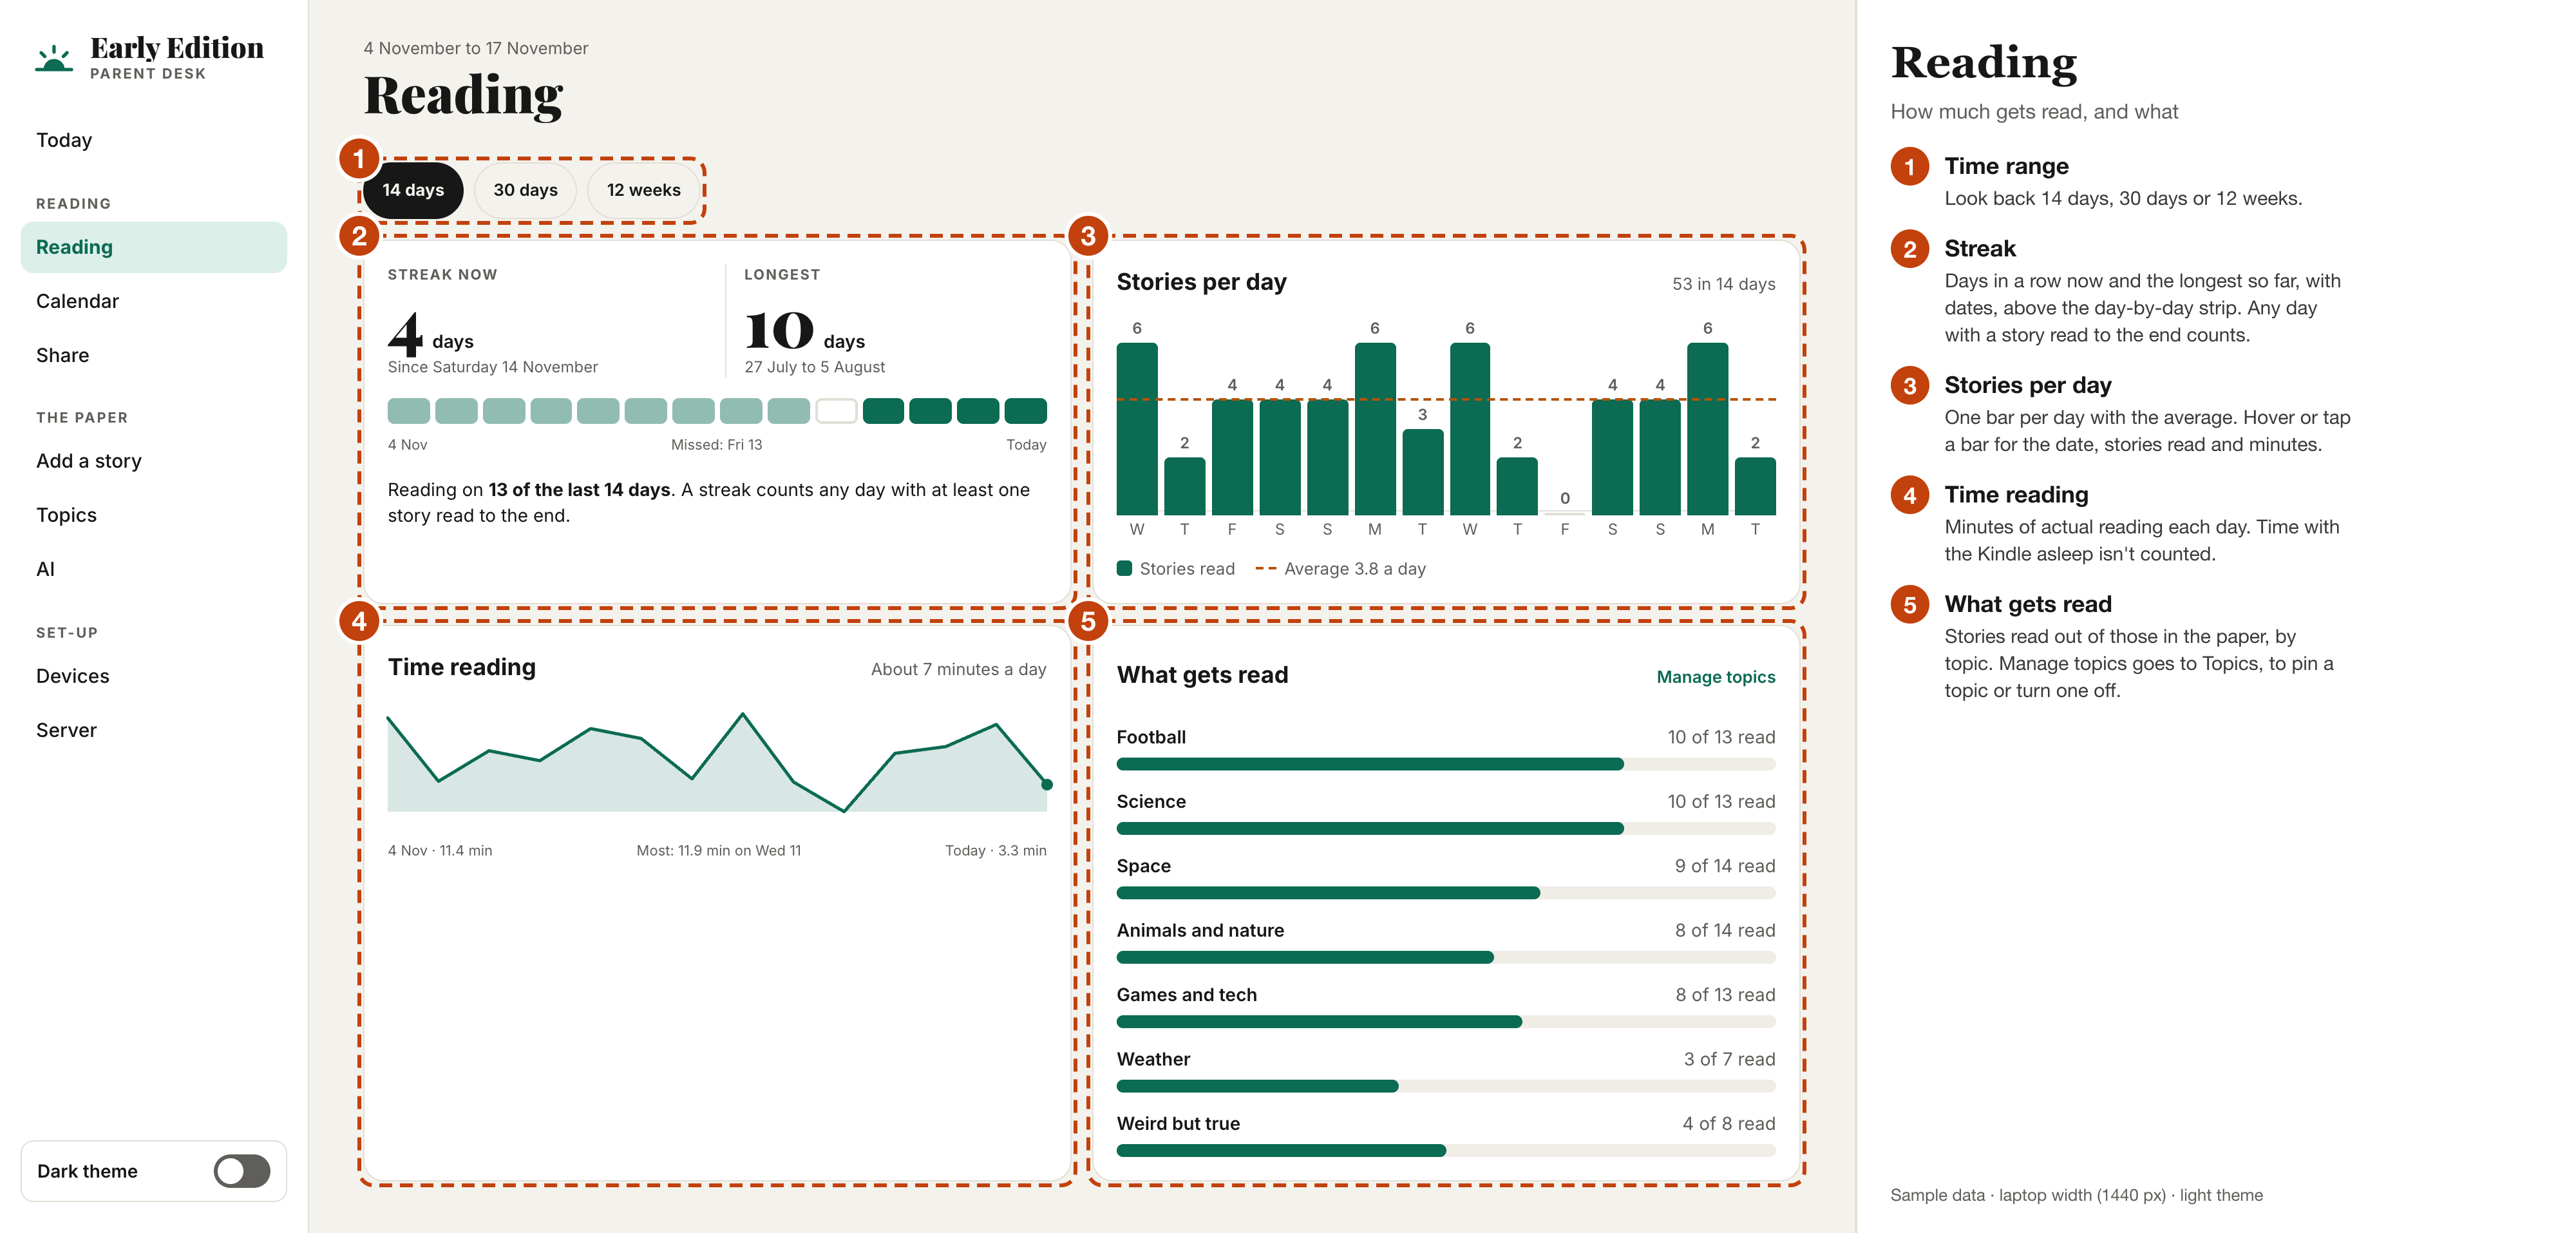 Early Edition
PARENT DESK
Today
READING
Reading
Calendar
Share
THE PAPER
Add a story
Topics
AI
SET-UP
Devices
Server
Dark theme
4 November to 17 November
Reading
1
14 days
30 days
12 weeks
2
STREAK NOW
4 days
Since Saturday 14 November
LONGEST
10 days
27 July to 5 August
4 Nov
Missed: Fri 13
Today
Reading on 13 of the last 14 days. A streak counts any day with at least one
story read to the end.
3
Stories per day
53 in 14 days
6 2 4 4 4 6 3 6 2 0 4 4 6 2
W T F S S M T W T F S S M T
Stories read
Average 3.8 a day
4
Time reading
About 7 minutes a day
4 Nov · 11.4 min
Most: 11.9 min on Wed 11
Today · 3.3 min
5
What gets read
Manage topics
Football
10 of 13 read
Science
10 of 13 read
Space
9 of 14 read
Animals and nature
8 of 14 read
Games and tech
8 of 13 read
Weather
3 of 7 read
Weird but true
4 of 8 read
Reading
How much gets read, and what
1
Time range
Look back 14 days, 30 days or 12 weeks.
2
Streak
Days in a row now and the longest so far, with
dates, above the day-by-day strip. Any day
with a story read to the end counts.
3
Stories per day
One bar per day with the average. Hover or tap
a bar for the date, stories read and minutes.
4
Time reading
Minutes of actual reading each day. Time with
the Kindle asleep isn't counted.
5
What gets read
Stories read out of those in the paper, by
topic. Manage topics goes to Topics, to pin a
topic or turn one off.
Sample data · laptop width (1440 px) · light theme